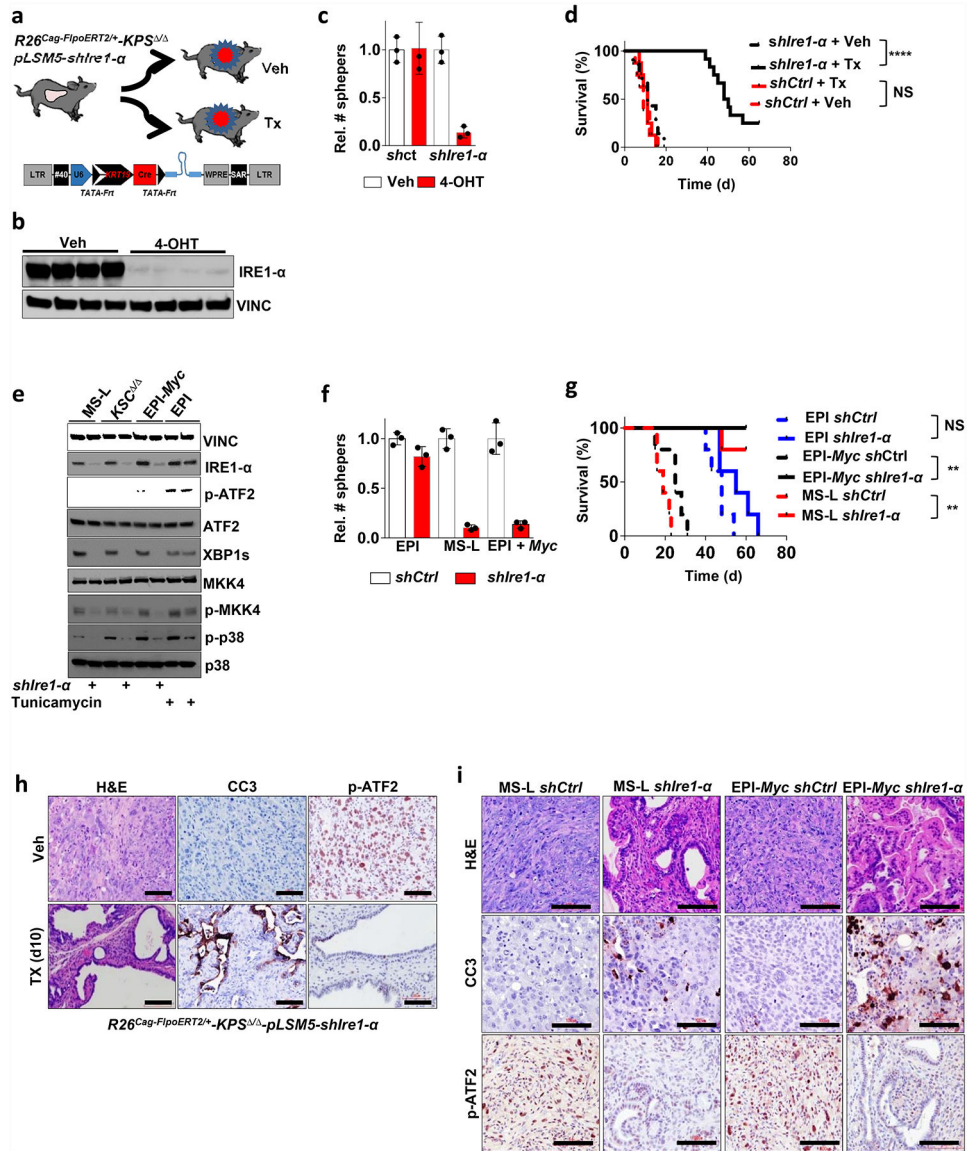 a
R26Cag-FlpoERT2/+-KPSΔ/Δ
pLSM5-shIre1-α
Veh
Tx
LTR #40 U6 KRT19 Cre WPRE SAR LTR
TATA-Frt TATA-Frt
b
Veh 4-OHT
IRE1-α
VINC
c
Rel. # sphepers
1.0
0.5
0.0
shct shIre1-α
Veh 4-OHT
d
Survival (%)
100
50
0
0 20 40 60 80
Time (d)
shIre1-α + Veh
shIre1-α + Tx
shCtrl + Tx
shCtrl + Veh
****
NS
e
MS-L KSCΔ/Δ EPI-Myc EPI
VINC
IRE1-α
p-ATF2
ATF2
XBP1s
MKK4
p-MKK4
p-p38
p38
shIre1-α + + +
Tunicamycin + +
f
Rel. # sphepers
1.0
0.5
0.0
EPI MS-L EPI + Myc
shCtrl shIre1-α
g
Survival (%)
100
50
0
0 20 40 60 80
Time (d)
EPI shCtrl
EPI shIre1-α
EPI-Myc shCtrl
EPI-Myc shIre1-α
MS-L shCtrl
MS-L shIre1-α
NS
**
**
h
H&E CC3 p-ATF2
Veh
TX (d10)
R26Cag-FlpoERT2/+-KPSΔ/Δ-pLSM5-shIre1-α
i
MS-L shCtrl MS-L shIre1-α EPI-Myc shCtrl EPI-Myc shIre1-α
H&E
CC3
p-ATF2